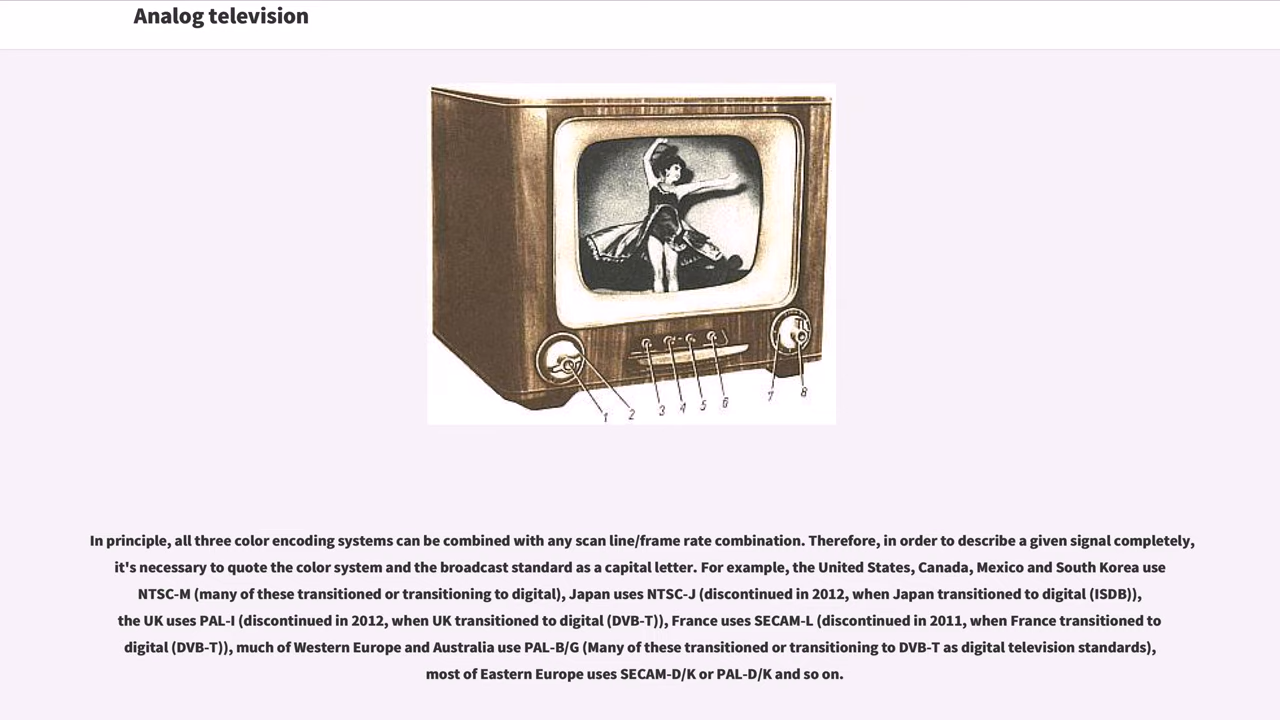 Analog television
1 2 3 4 5 6 7 8
In principle, all three color encoding systems can be combined with any scan line/frame rate combination. Therefore, in order to describe a given signal completely,
it's necessary to quote the color system and the broadcast standard as a capital letter. For example, the United States, Canada, Mexico and South Korea use
NTSC-M (many of these transitioned or transitioning to digital), Japan uses NTSC-J (discontinued in 2012, when Japan transitioned to digital (ISDB)),
the UK uses PAL-I (discontinued in 2012, when UK transitioned to digital (DVB-T)), France uses SECAM-L (discontinued in 2011, when France transitioned to
digital (DVB-T)), much of Western Europe and Australia use PAL-B/G (Many of these transitioned or transitioning to DVB-T as digital television standards),
most of Eastern Europe uses SECAM-D/K or PAL-D/K and so on.